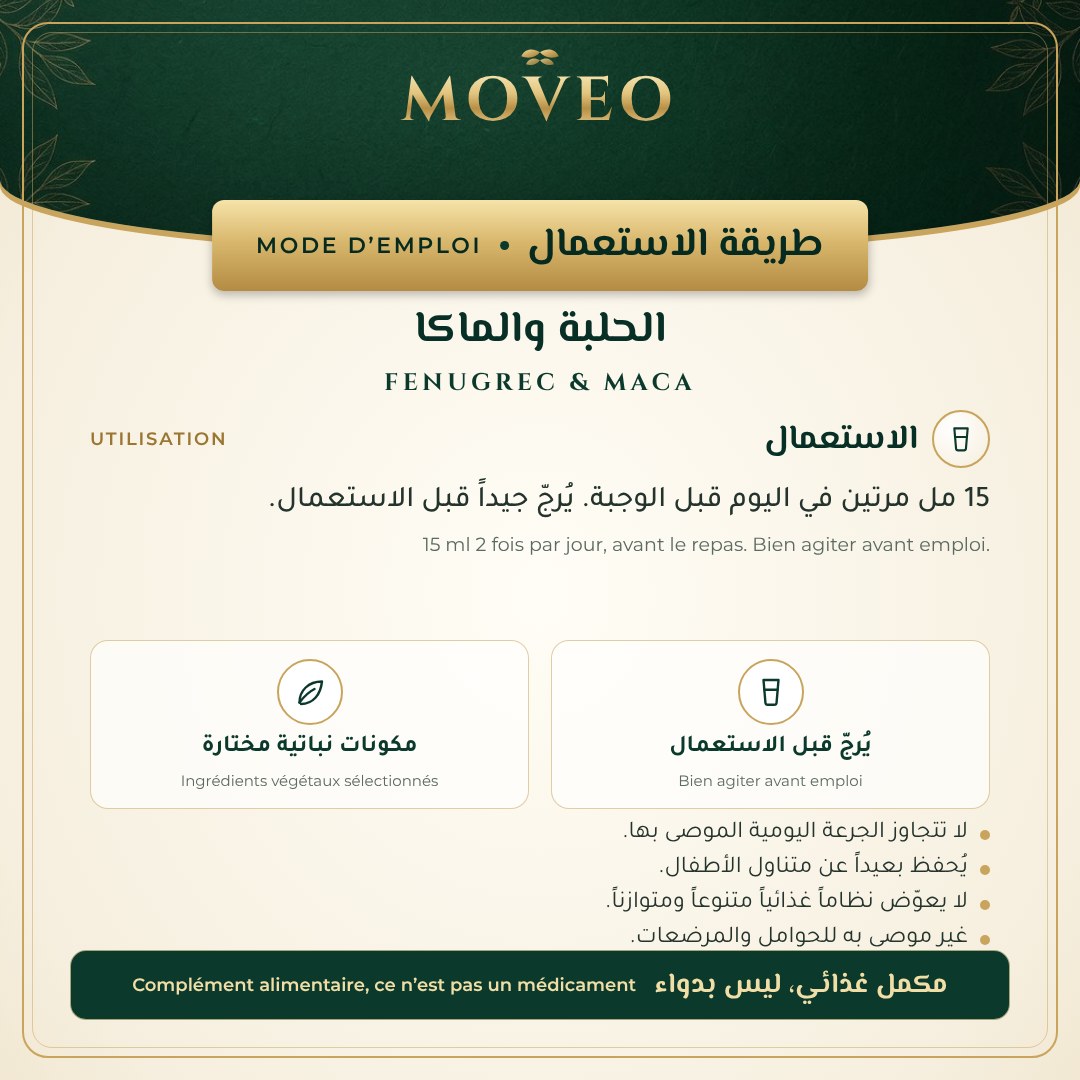 MOVEO
طريقة الاستعمال • MODE D’EMPLOI
الحلبة والماكا
FENUGREC & MACA
الاستعمال
UTILISATION
15 مل مرتين في اليوم قبل الوجبة. يُرجّ جيداً قبل الاستعمال.
15 ml 2 fois par jour, avant le repas. Bien agiter avant emploi.
يُرجّ قبل الاستعمال
Bien agiter avant emploi
مكونات نباتية مختارة
Ingrédients végétaux sélectionnés
لا تتجاوز الجرعة اليومية الموصى بها.
يُحفظ بعيداً عن متناول الأطفال.
لا يعوّض نظاماً غذائياً متنوعاً ومتوازناً.
غير موصى به للحوامل والمرضعات.
مكمل غذائي، ليس بدواء Complément alimentaire, ce n’est pas un médicament